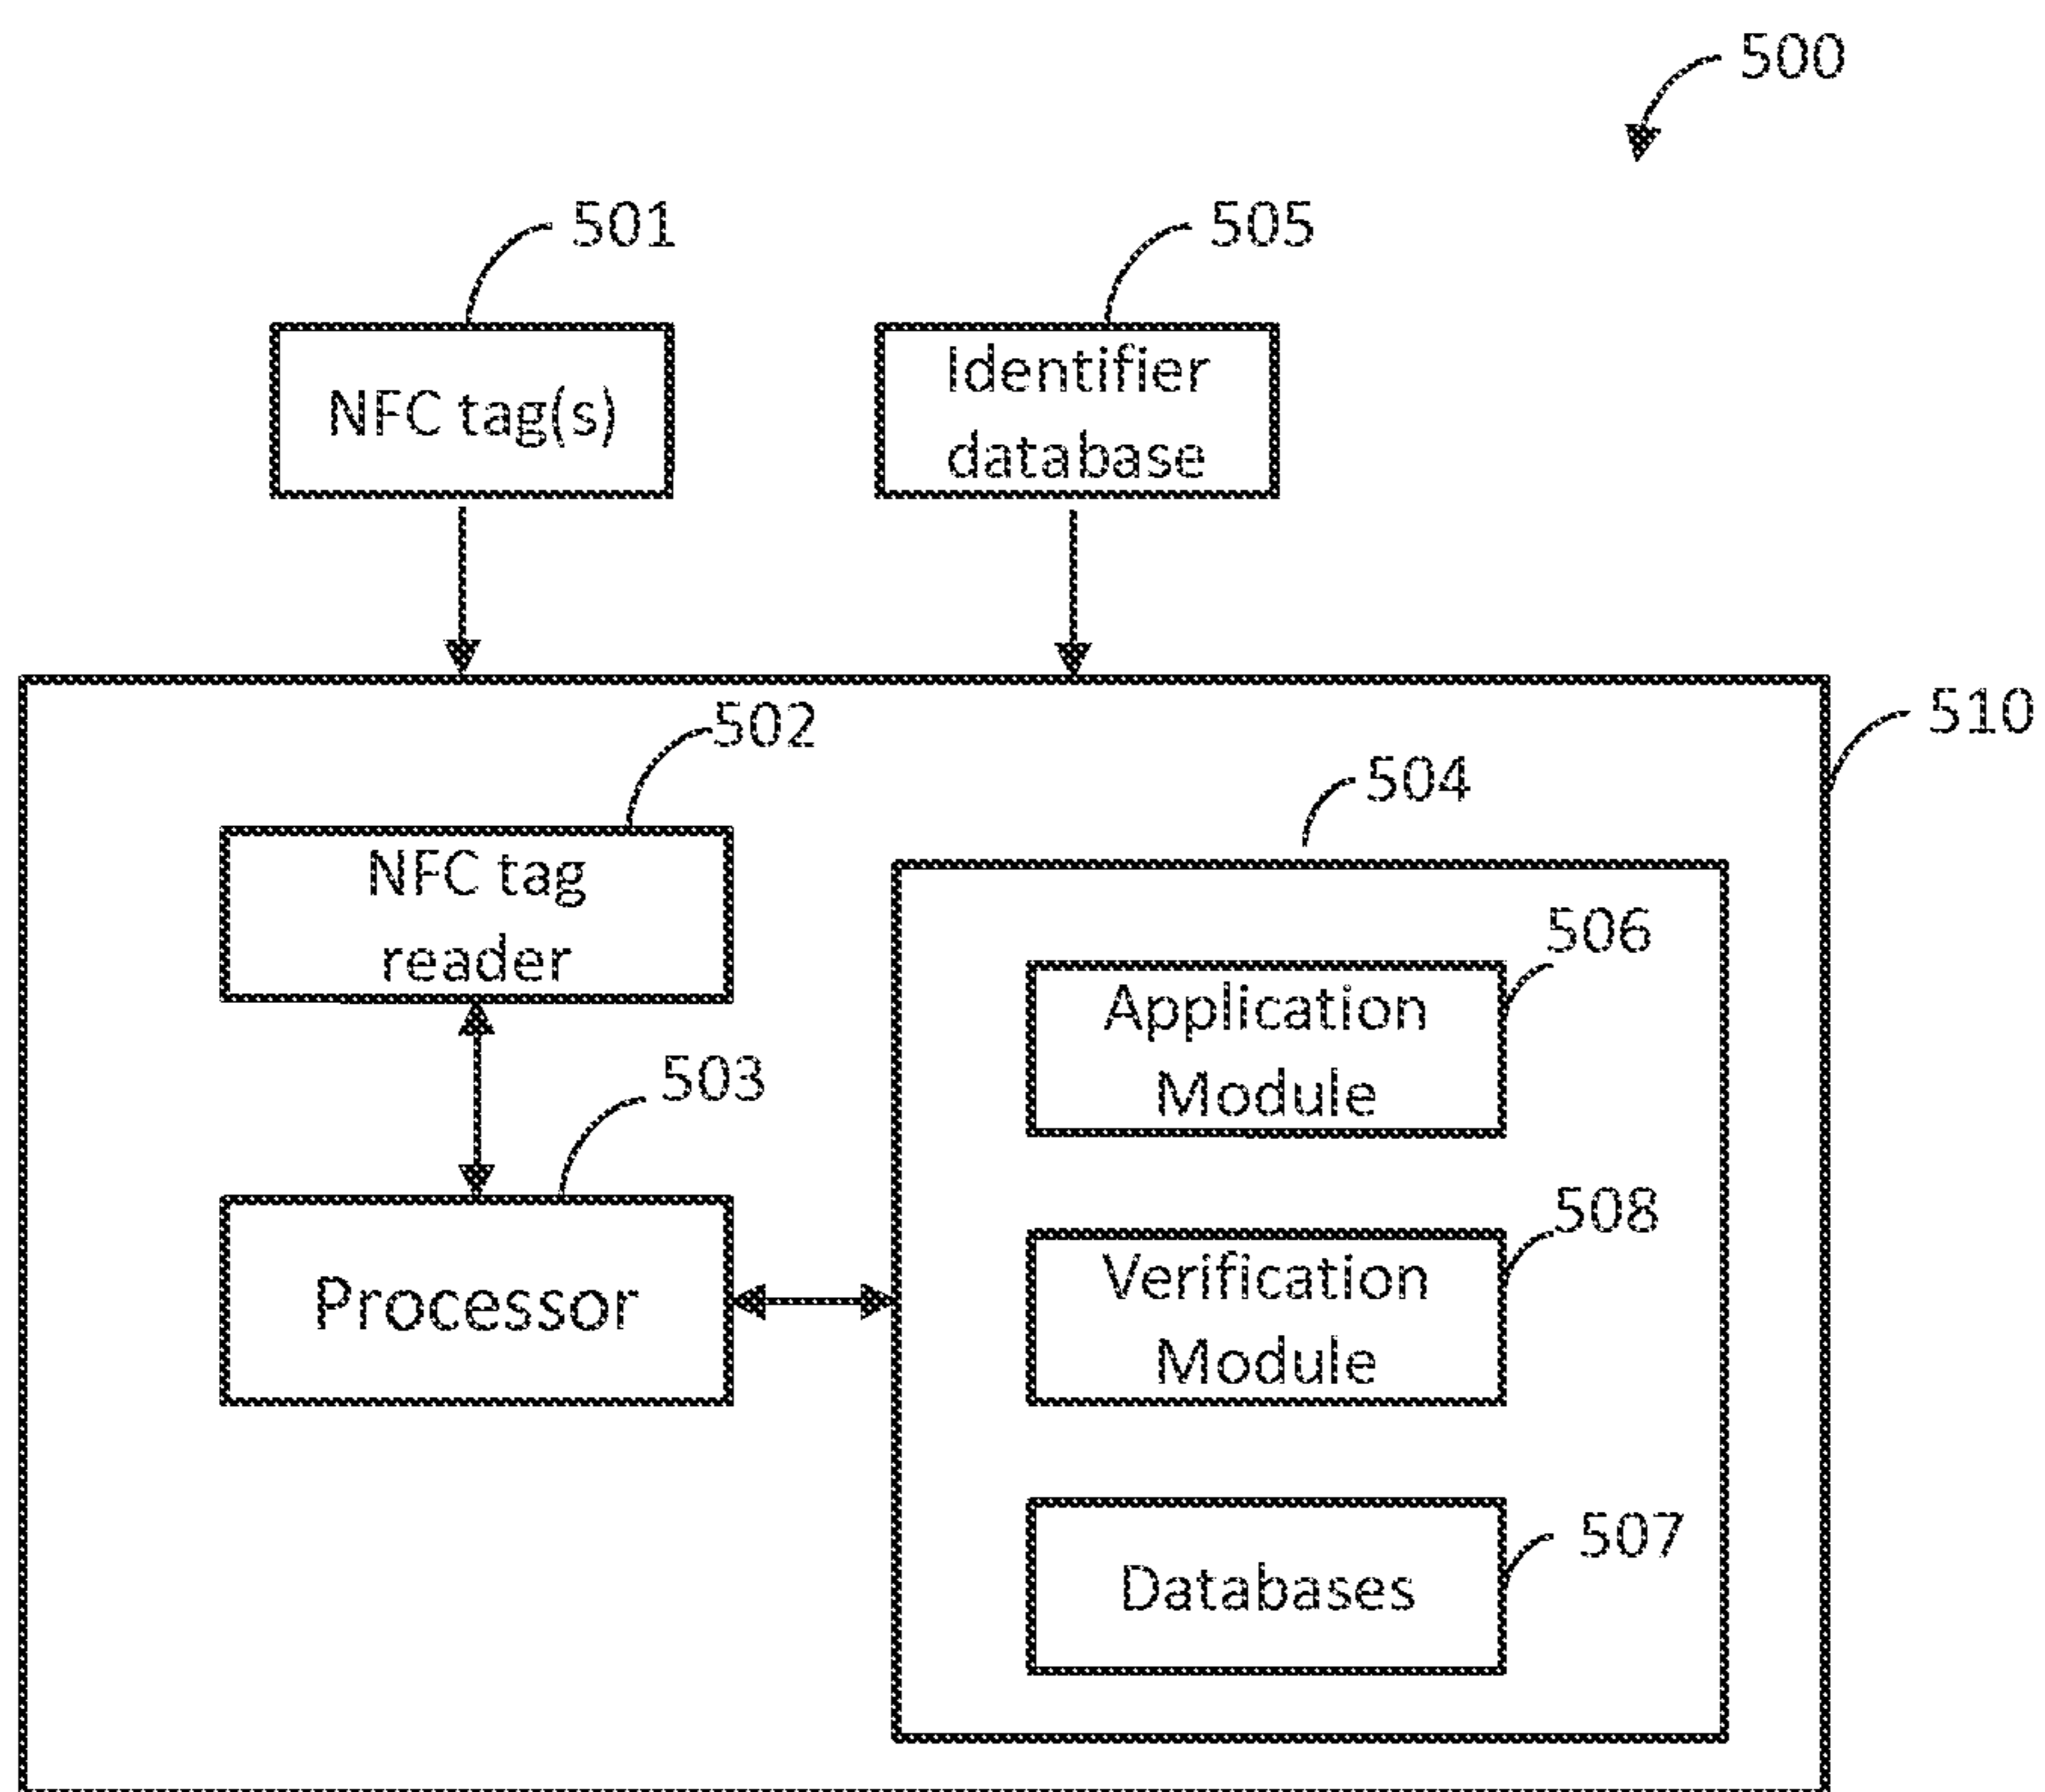 500
501
505
NFC tag(s)
Identifier
database
510
502
504
NFC tag
reader
506
Application
Module
503
508
Processor
Verification
Module
507
Databases